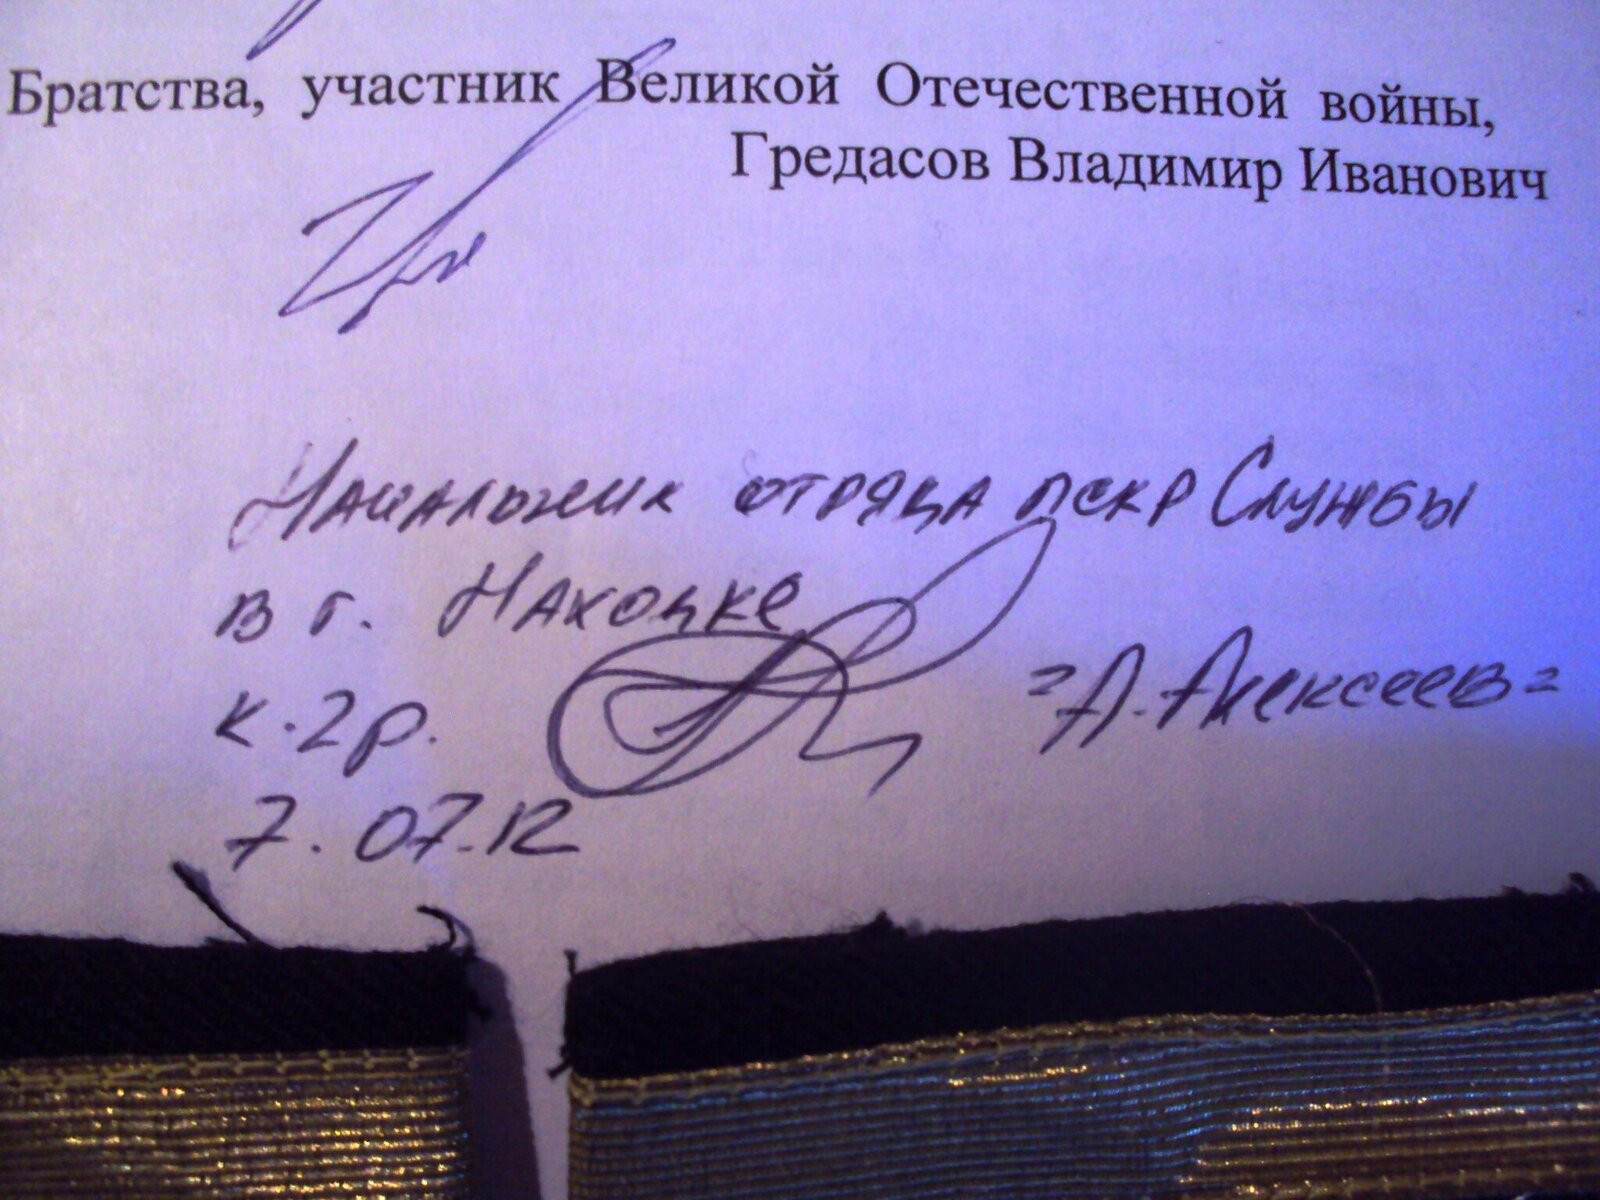 Братства, участник Великой Отечественной войны,
Гредасов Владимир Иванович
Начальник отряда пскр Службы
в г. Находке
к.2р.
=А.Алексеев=
7.07.12